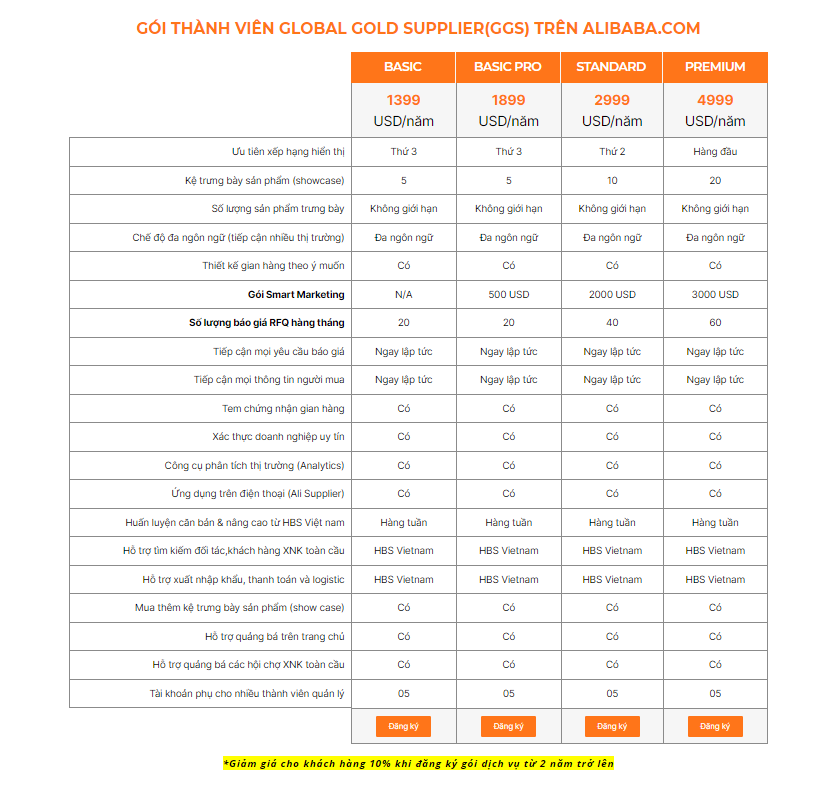 GÓI THÀNH VIÊN GLOBAL GOLD SUPPLIER(GGS) TRÊN ALIBABA.COM
BASIC BASIC PRO STANDARD PREMIUM
1399 1899 2999 4999
USD/năm USD/năm USD/năm USD/năm
Ưu tiên xếp hạng hiển thị Thứ 3 Thứ 3 Thứ 2 Hàng đầu
Kệ trưng bày sản phẩm (showcase) 5 5 10 20
Số lượng sản phẩm trưng bày Không giới hạn Không giới hạn Không giới hạn Không giới hạn
Chế độ đa ngôn ngữ (tiếp cận nhiều thị trường) Đa ngôn ngữ Đa ngôn ngữ Đa ngôn ngữ Đa ngôn ngữ
Thiết kế gian hàng theo ý muốn Có Có Có Có
Gói Smart Marketing N/A 500 USD 2000 USD 3000 USD
Số lượng báo giá RFQ hàng tháng 20 20 40 60
Tiếp cận mọi yêu cầu báo giá Ngay lập tức Ngay lập tức Ngay lập tức Ngay lập tức
Tiếp cận mọi thông tin người mua Ngay lập tức Ngay lập tức Ngay lập tức Ngay lập tức
Tem chứng nhận gian hàng Có Có Có Có
Xác thực doanh nghiệp uy tín Có Có Có Có
Công cụ phân tích thị trường (Analytics) Có Có Có Có
Ứng dụng trên điện thoại (Ali Supplier) Có Có Có Có
Huấn luyện căn bản & nâng cao từ HBS Việt nam Hàng tuần Hàng tuần Hàng tuần Hàng tuần
Hỗ trợ tìm kiếm đối tác,khách hàng XNK toàn cầu HBS Vietnam HBS Vietnam HBS Vietnam HBS Vietnam
Hỗ trợ xuất nhập khẩu, thanh toán và logistic HBS Vietnam HBS Vietnam HBS Vietnam HBS Vietnam
Mua thêm kệ trưng bày sản phẩm (show case) Có Có Có Có
Hỗ trợ quảng bá trên trang chủ Có Có Có Có
Hỗ trợ quảng bá các hội chợ XNK toàn cầu Có Có Có Có
Tài khoản phụ cho nhiều thành viên quản lý 05 05 05 05
Đăng ký Đăng ký Đăng ký Đăng ký
*Giảm giá cho khách hàng 10% khi đăng ký gói dịch vụ từ 2 năm trở lên